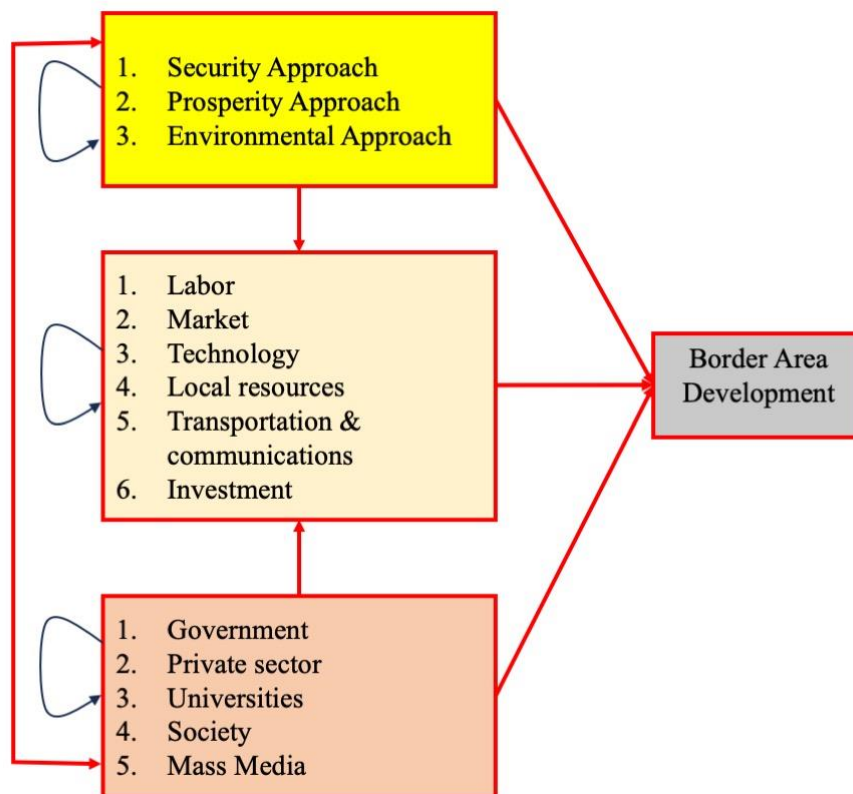 1. Security Approach
2. Prosperity Approach
3. Environmental Approach
1. Labor
2. Market
3. Technology
4. Local resources
5. Transportation &
communications
6. Investment
Border Area
Development
1. Government
2. Private sector
3. Universities
4. Society
5. Mass Media